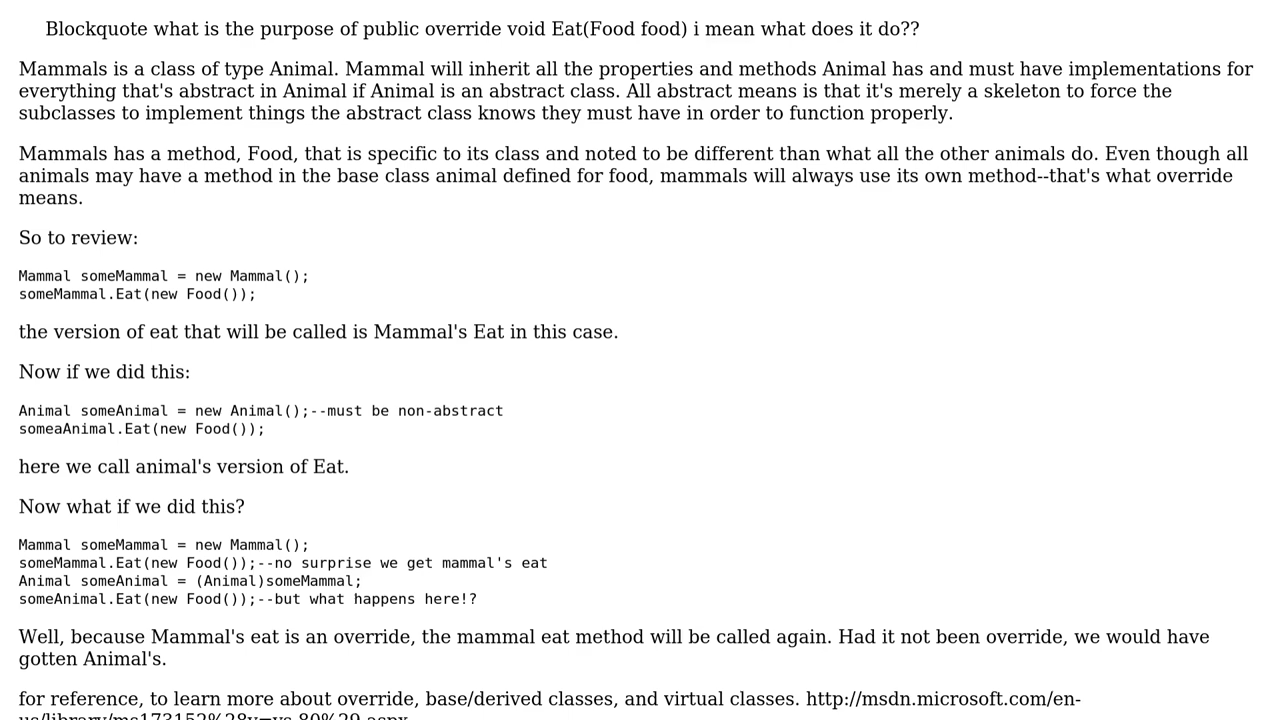 Blockquote what is the purpose of public override void Eat(Food food) i mean what does it do??
Mammals is a class of type Animal. Mammal will inherit all the properties and methods Animal has and must have implementations for
everything that's abstract in Animal if Animal is an abstract class. All abstract means is that it's merely a skeleton to force the
subclasses to implement things the abstract class knows they must have in order to function properly.
Mammals has a method, Food, that is specific to its class and noted to be different than what all the other animals do. Even though all
animals may have a method in the base class animal defined for food, mammals will always use its own method--that's what override
means.
So to review:
Mammal someMammal = new Mammal();
someMammal.Eat(new Food());
the version of eat that will be called is Mammal's Eat in this case.
Now if we did this:
Animal someAnimal = new Animal();--must be non-abstract
someaAnimal.Eat(new Food());
here we call animal's version of Eat.
Now what if we did this?
Mammal someMammal = new Mammal();
someMammal.Eat(new Food());--no surprise we get mammal's eat
Animal someAnimal = (Animal)someMammal;
someAnimal.Eat(new Food());--but what happens here!?
Well, because Mammal's eat is an override, the mammal eat method will be called again. Had it not been override, we would have
gotten Animal's.
for reference, to learn more about override, base/derived classes, and virtual classes. http://msdn.microsoft.com/en-
us/library/ms173152%28v=vs.80%29.aspx